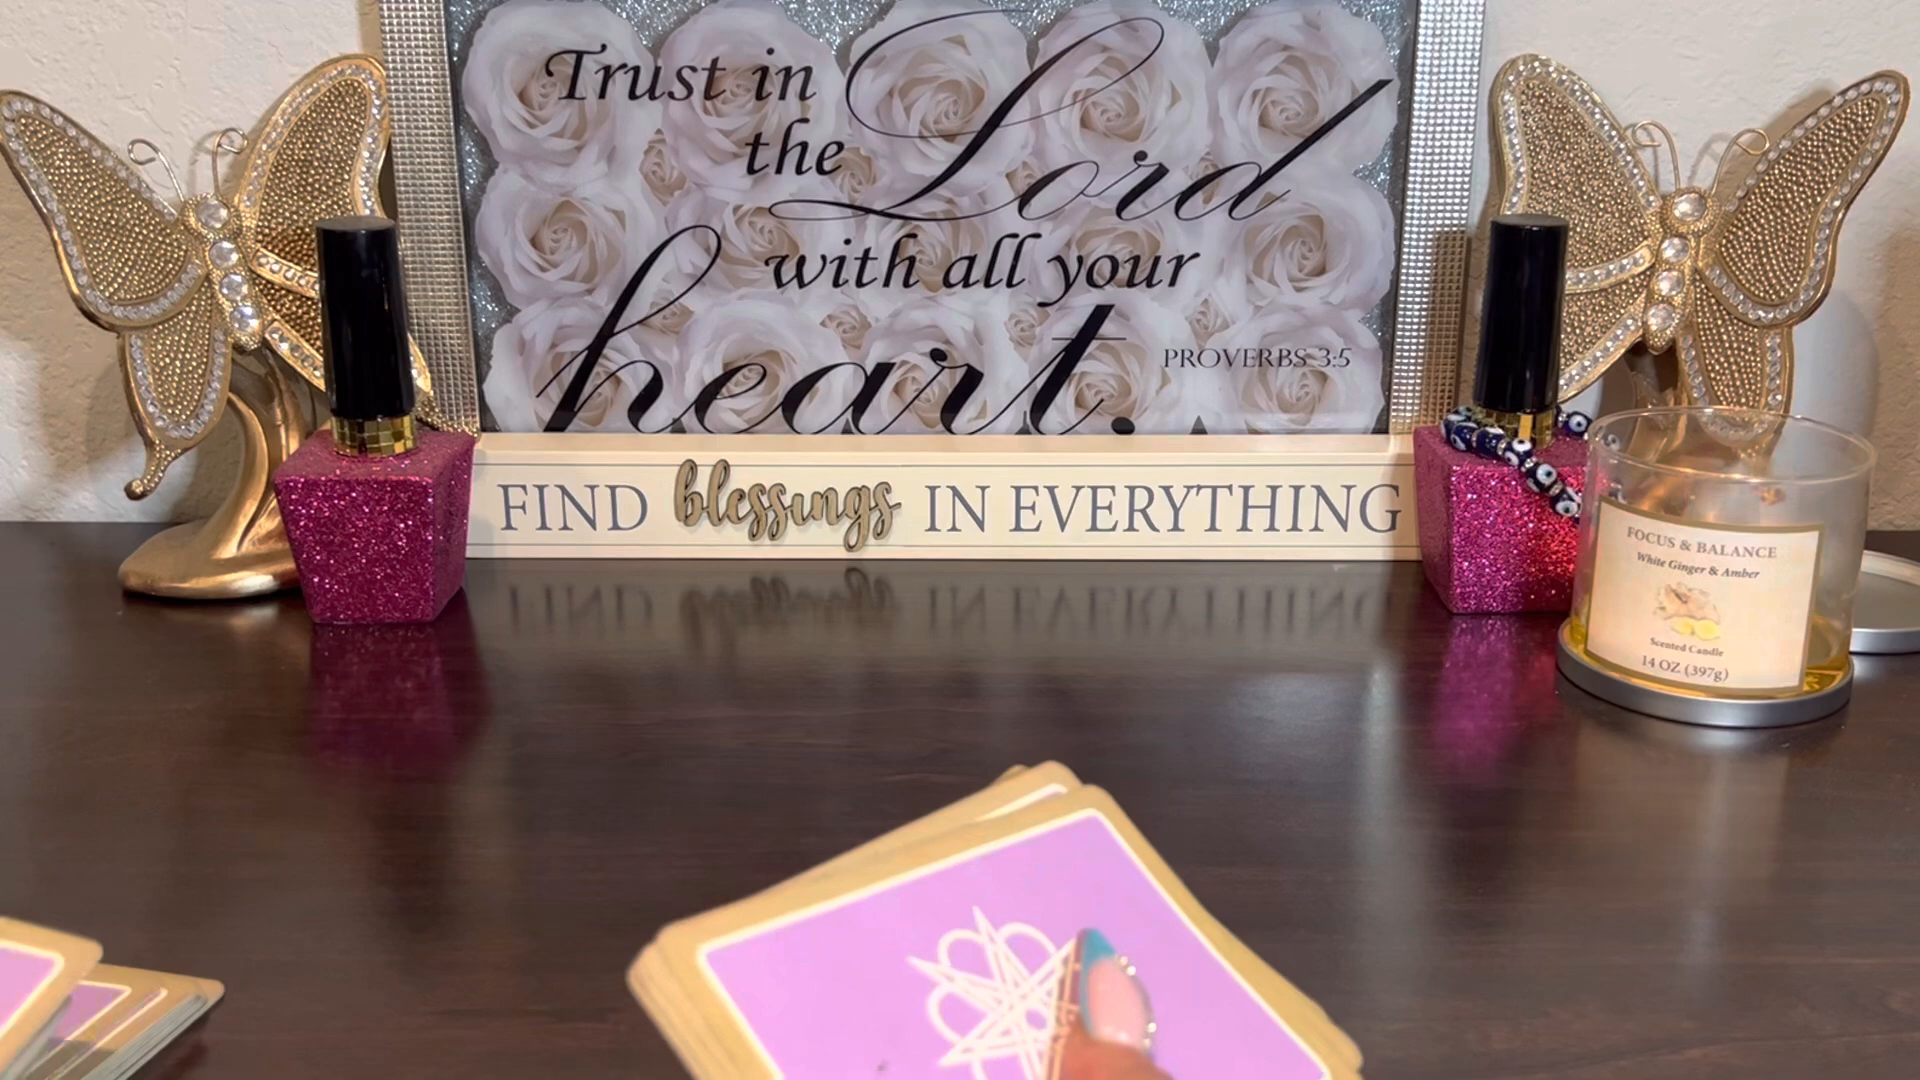 Trust in
the Lord
with all your
heart.
PROVERBS 3:5
FIND blessings IN EVERYTHING
FOCUS & BALANCE
White Ginger & Amber
Scented Candle
14 OZ (397g)